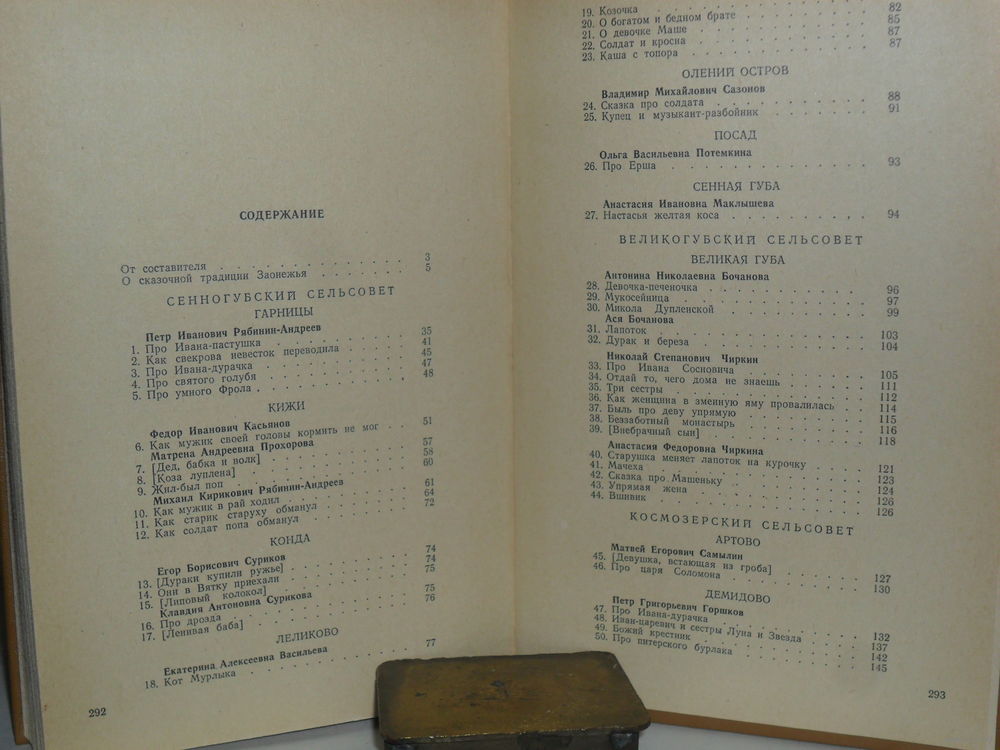 СОДЕРЖАНИЕ
От составителя . . . 3
О сказочной традиции Заонежья . . . 5
СЕННОГУБСКИЙ СЕЛЬСОВЕТ
ГАРНИЦЫ
Петр Иванович Рябинин-Андреев
1. Про Ивана-пастушка . . . 35
2. Как свекрова невесток переводила . . . 41
3. Про Ивана-дурачка . . . 45
4. Про святого голубя . . . 47
5. Про умного Фрола . . . 48
КИЖИ
Федор Иванович Касьянов
6. Как мужик своей головы кормить не мог . . . 51
Матрена Андреевна Прохорова
7. [Дед, бабка и волк] . . . 57
8. [Коза луплена] . . . 58
9. Жил-был поп . . . 60
Михаил Кирикович Рябинин-Андреев
10. Как мужик в рай ходил . . . 61
11. Как старик старуху обманул . . . 64
12. Как солдат попа обманул . . . 72
КОНДА
Егор Борисович Суриков
13. [Дураки купили ружье] . . . 74
14. Они в Вятку приехали . . . 74
15. [Липовый колокол] . . . 75
Клавдия Антоновна Сурикова
16. Про дрозда . . . 75
17. [Ленивая баба] . . . 76
ЛЕЛИКОВО
Екатерина Алексеевна Васильева
18. Кот Мурлыка . . . 77
292
19. Козочка . . . 82
20. О богатом и бедном брате . . . 85
21. О девочке Маше . . . 87
22. Солдат и кросна . . . 87
23. Каша с топора
ОЛЕНИЙ ОСТРОВ
Владимир Михайлович Сазонов
24. Сказка про солдата . . . 88
25. Купец и музыкант-разбойник . . . 91
ПОСАД
Ольга Васильевна Потемкина
26. Про Ерша . . . 93
СЕННАЯ ГУБА
Анастасия Ивановна Маклышева
27. Настасья желтая коса . . . 94
ВЕЛИКОГУБСКИЙ СЕЛЬСОВЕТ
ВЕЛИКАЯ ГУБА
Антонина Николаевна Бочанова
28. Девочка-печеночка . . . 96
29. Мукосейница . . . 97
30. Микола Дупленской . . . 99
Ася Бочанова
31. Лапоток . . . 103
32. Дурак и береза . . . 104
Николай Степанович Чиркин
33. Про Ивана Сосновича . . . 105
34. Отдай то, чего дома не знаешь . . . 111
35. Три сестры . . . 112
36. Как женщина в змеиную яму провалилась . . . 114
37. Быль про деву упрямую . . . 115
38. Беззаботный монастырь . . . 116
39. [Внебрачный сын] . . . 118
Анастасия Федоровна Чиркина
40. Старушка меняет лапоток на курочку . . . 121
41. Мачеха . . . 123
42. Сказка про Машеньку . . . 124
43. Упрямая жена . . . 126
44. Вшивик . . . 126
КОСМОЗЕРСКИЙ СЕЛЬСОВЕТ
АРТОВО
Матвей Егорович Самылин
45. [Девушка, встающая из гроба] . . . 127
46. Про царя Соломона . . . 130
ДЕМИДОВО
Петр Григорьевич Горшков
47. Про Ивана-дурачка . . . 132
48. Иван-царевич и сестры Луна и Звезда . . . 137
49. Божий крестник . . . 142
50. Про питерского бурлака . . . 145
293